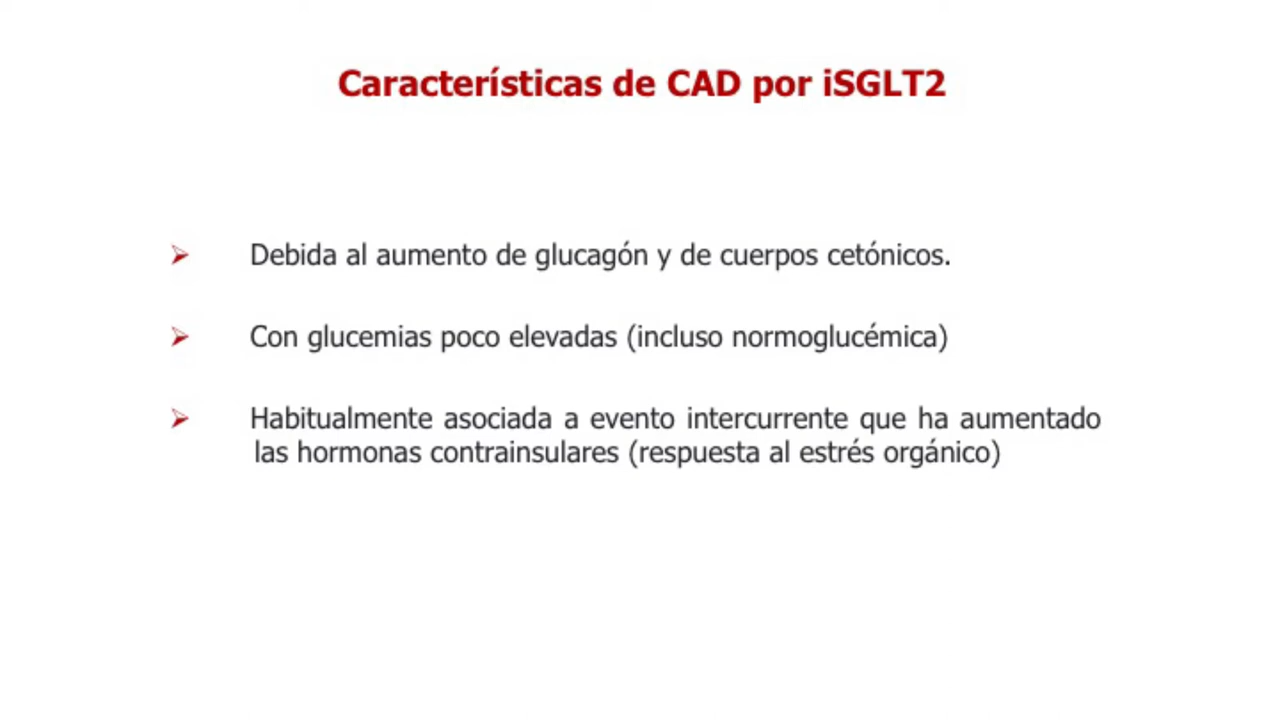 Características de CAD por iSGLT2
Debida al aumento de glucagón y de cuerpos cetónicos.
Con glucemias poco elevadas (incluso normoglucémica)
Habitualmente asociada a evento intercurrente que ha aumentado
las hormonas contrainsulares (respuesta al estrés orgánico)